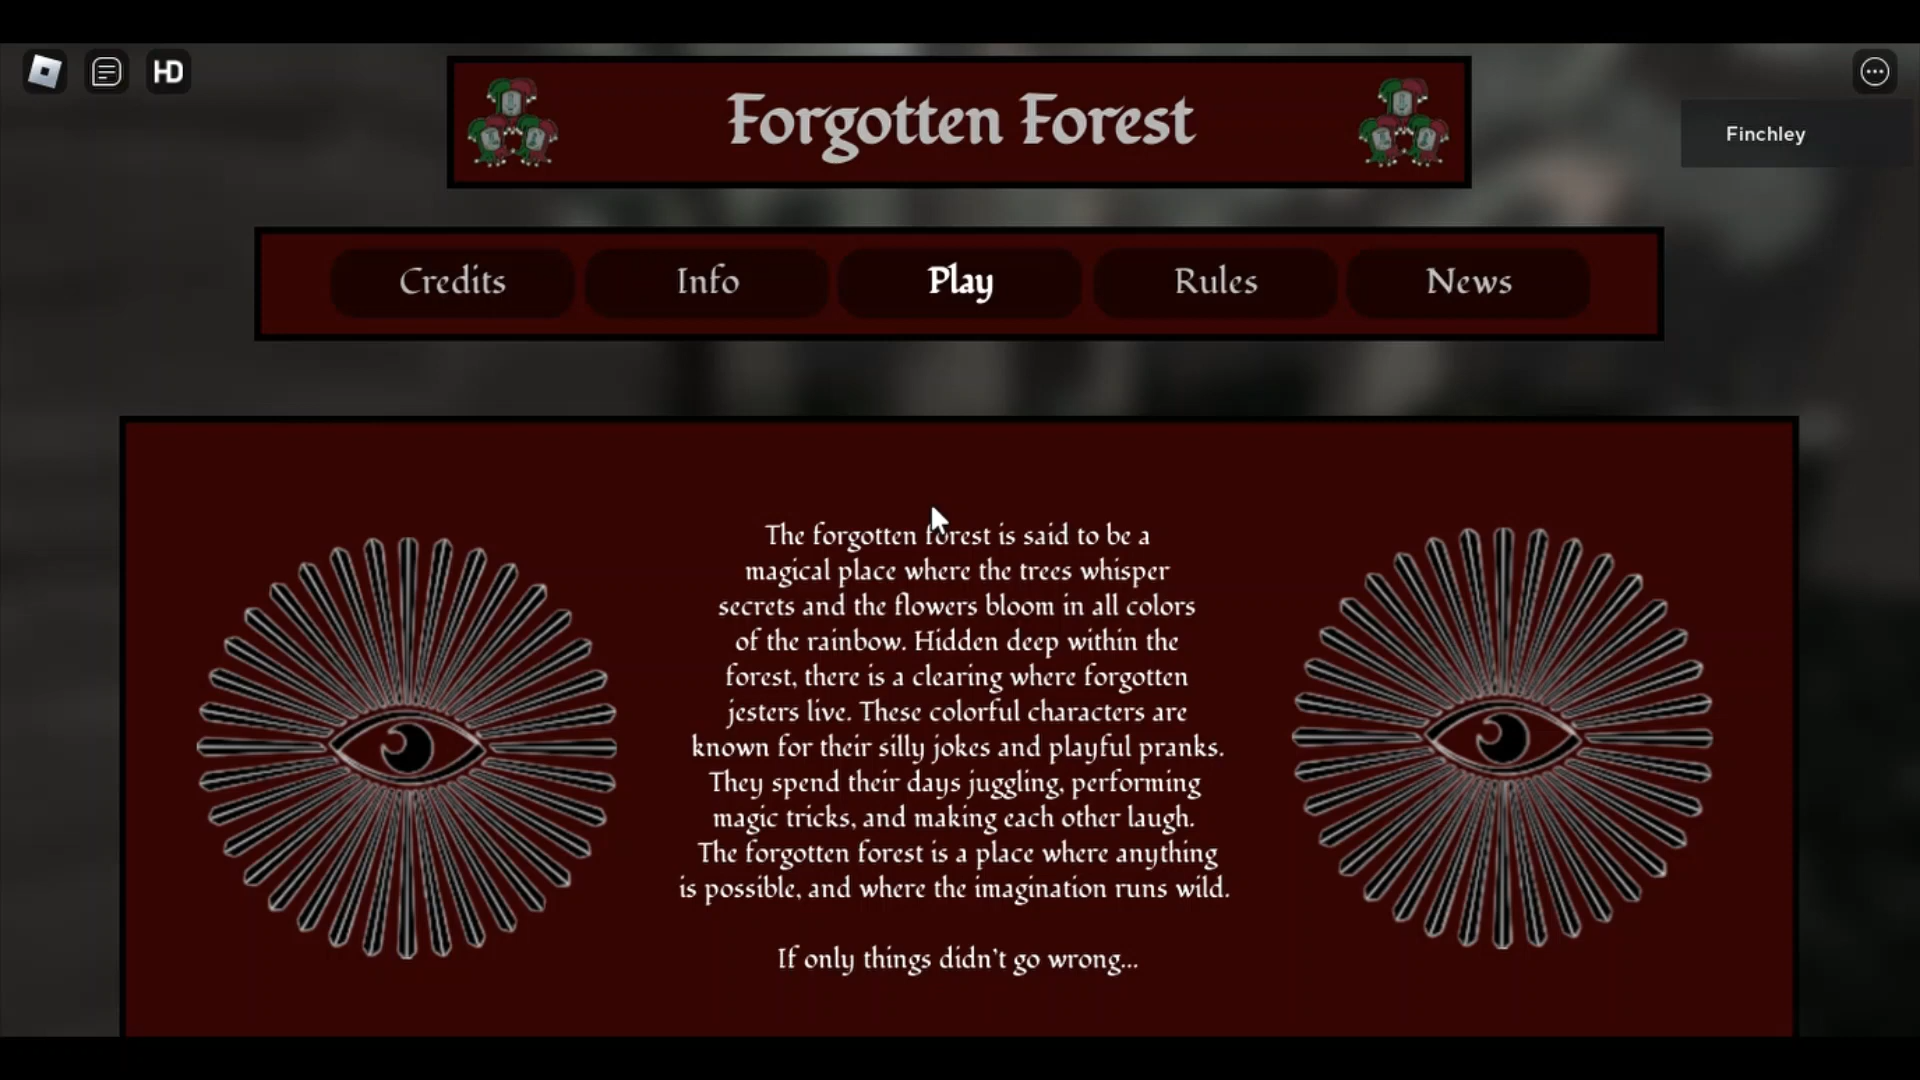 HD
Forgotten Forest
Finchley
Credits
Info
Play
Rules
News
The forgotten forest is said to be a
magical place where the trees whisper
secrets and the flowers bloom in all colors
of the rainbow. Hidden deep within the
forest, there is a clearing where forgotten
jesters live. These colorful characters are
known for their silly jokes and playful pranks.
They spend their days juggling, performing
magic tricks, and making each other laugh.
The forgotten forest is a place where anything
is possible, and where the imagination runs wild.
If only things didn't go wrong...